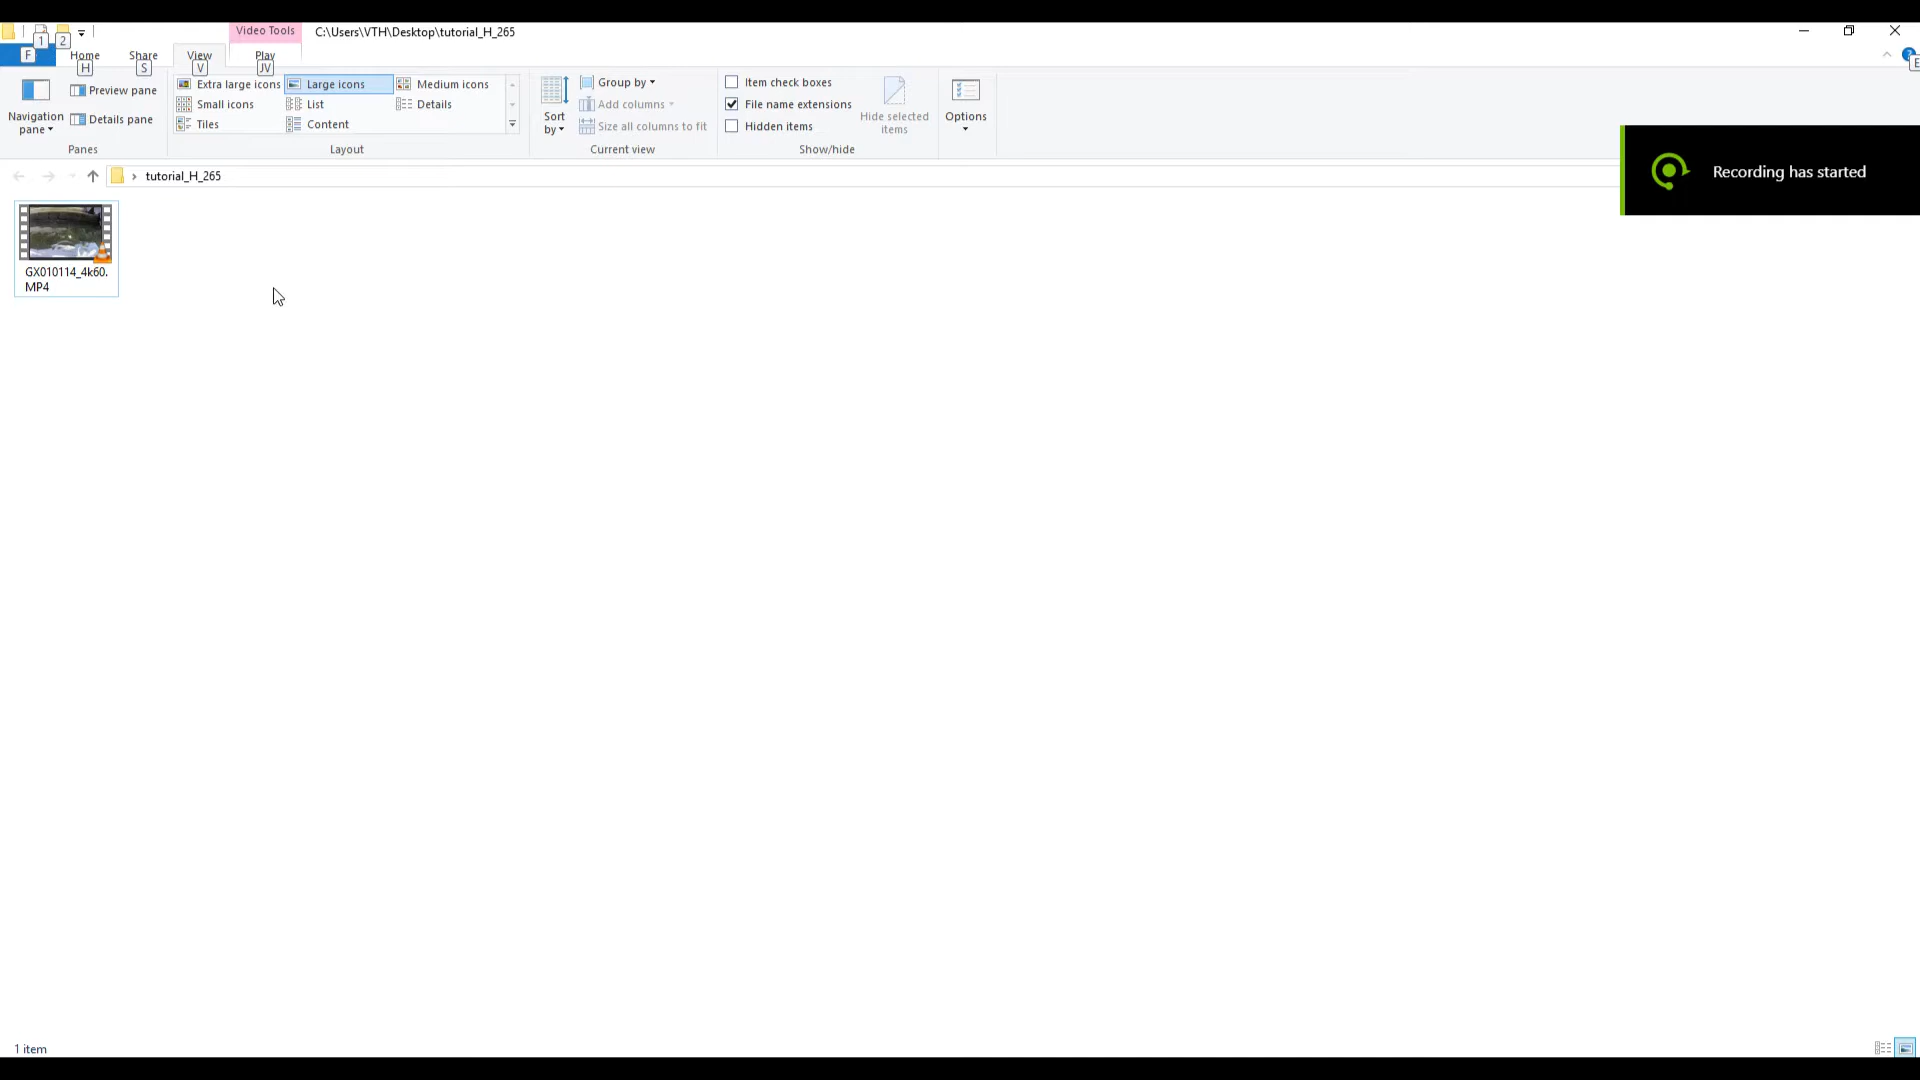 Video Tools
C:\Users\VTH\Desktop\tutorial_H_265
1 2
Home Share View Play
F H S V JV E
Navigation pane
Preview pane
Details pane
Panes
Extra large icons Large icons Medium icons
Small icons List Details
Tiles Content
Layout
Sort by
Group by
Add columns
Size all columns to fit
Current view
Item check boxes
File name extensions
Hidden items
Hide selected items
Show/hide
Options
Recording has started
tutorial_H_265
GX010114_4k60.
MP4
1 item